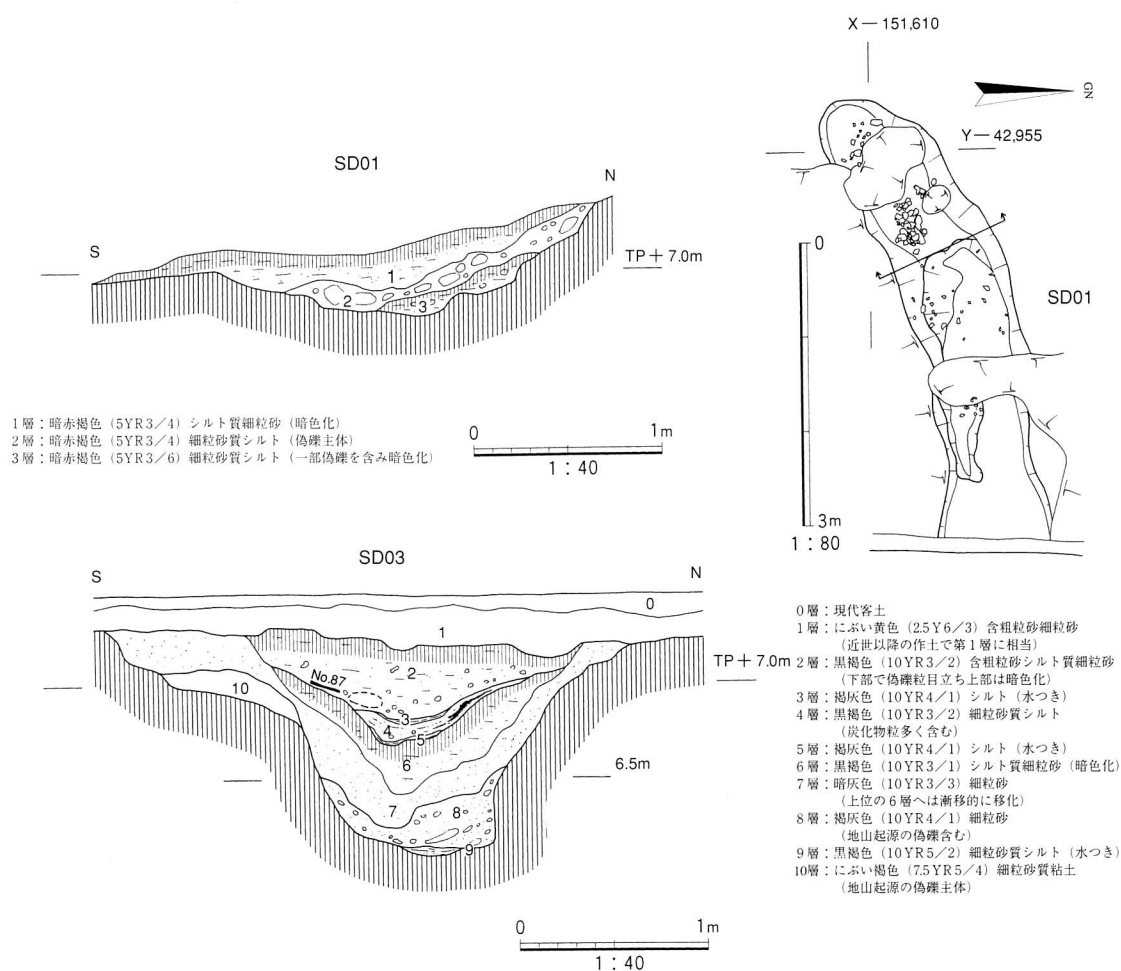 SD01
S
N
TP+7.0m
1
2
3
1層：暗赤褐色（5YR3／4）シルト質細粒砂（暗色化）
2層：暗赤褐色（5YR3／4）細粒砂質シルト（偽礫主体）
3層：暗赤褐色（5YR3／6）細粒砂質シルト（一部偽礫を含み暗色化）
0
1m
1：40
X－151,610
GN
Y－42,955
SD01
0
3m
1：80
SD03
S
N
0
1
TP+7.0m
2
No.87
10
3
4
5
6
6.5m
7
8
9
0
1m
1：40
0層：現代客土
1層：にぶい黄色（2.5Y6／3）含粗粒砂細粒砂
（近世以降の作土で第1層に相当）
2層：黒褐色（10YR3／2）含粗粒砂シルト質細粒砂
（下部で偽礫粒目立ち上部は暗色化）
3層：褐灰色（10YR4／1）シルト（水つき）
4層：黒褐色（10YR3／2）細粒砂質シルト
（炭化物粒多く含む）
5層：褐灰色（10YR4／1）シルト（水つき）
6層：黒褐色（10YR3／1）シルト質細粒砂（暗色化）
7層：暗灰色（10YR3／3）細粒砂
（上位の6層へは漸移的に移化）
8層：褐灰色（10YR4／1）細粒砂
（地山起源の偽礫含む）
9層：黒褐色（10YR5／2）細粒砂質シルト（水つき）
10層：にぶい褐色（7.5YR5／4）細粒砂質粘土
（地山起源の偽礫主体）